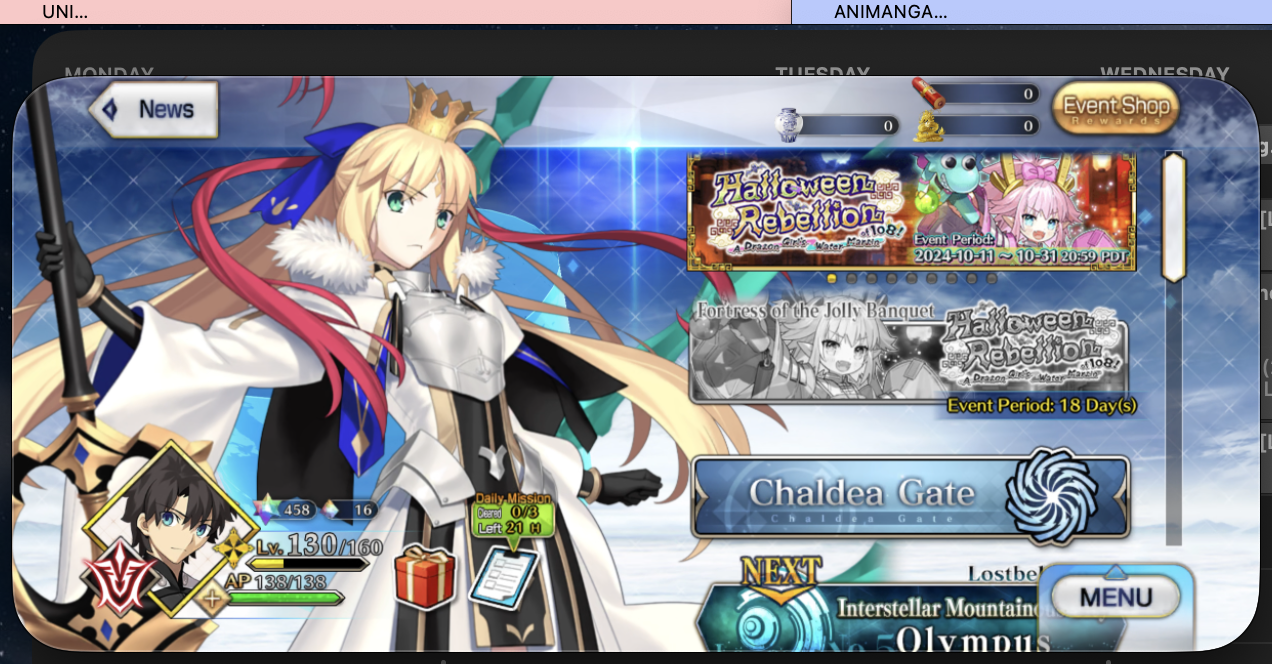 UNI...
ANIMANGA...
MONDAY
TUESDAY
WEDNESDAY
News
0
0
0
Event Shop
Rewards
Halloween
Rebellion
of 108!
A Dragon Girl's Water Margin
Event Period:
2024-10-11 ~ 10-31 20:59 PDT
Fortress of the Jolly Banquet
Halloween
Rebellion
of 108!
A Dragon Girl's Water Margin
Event Period: 18 Day(s)
Chaldea Gate
Chaldea Gate
NEXT
Lostbel
Interstellar Mountaino
Olympus
MENU
458
16
Lv. 130/160
AP 138/138
Daily Mission
Cleared 0/3
Left 21 H